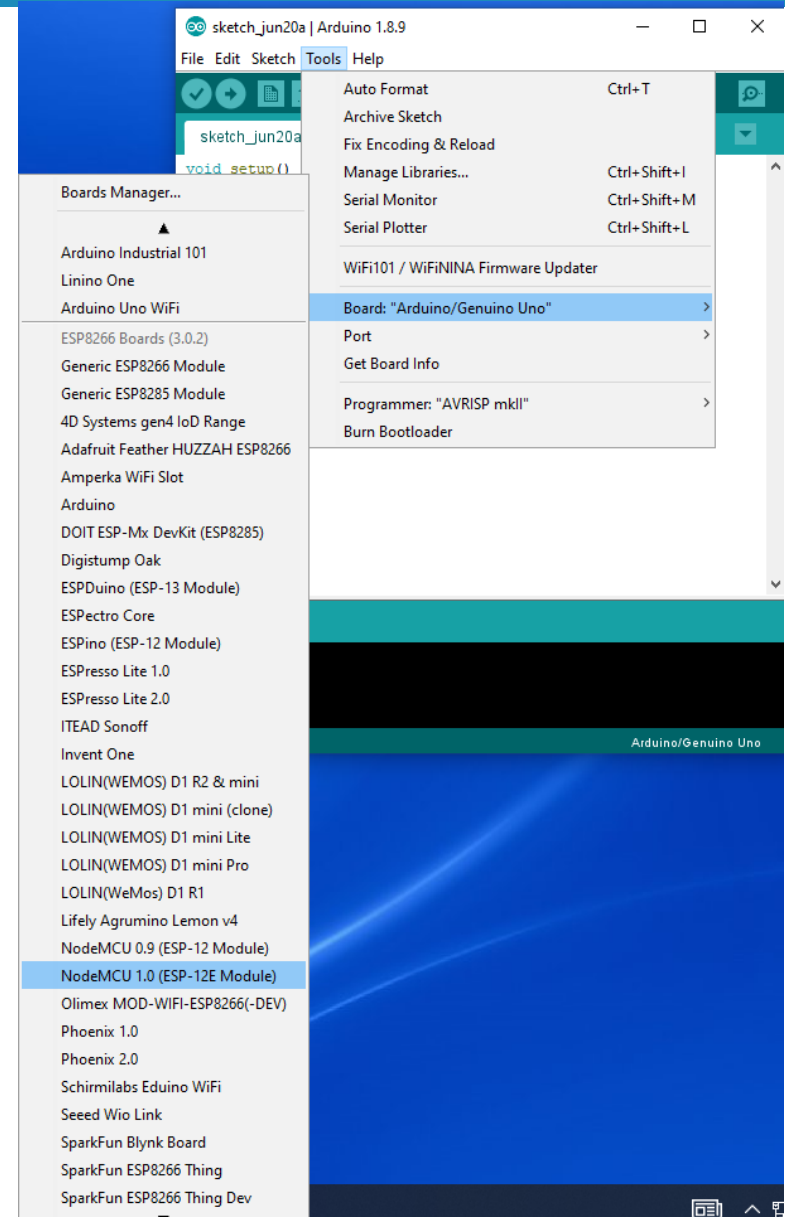 sketch_jun20a | Arduino 1.8.9
File Edit Sketch Tools Help
sketch_jun20a
void setup()
Auto Format Ctrl+T
Archive Sketch
Fix Encoding & Reload
Manage Libraries... Ctrl+Shift+I
Serial Monitor Ctrl+Shift+M
Serial Plotter Ctrl+Shift+L
WiFi101 / WiFiNINA Firmware Updater
Board: "Arduino/Genuino Uno"
Port
Get Board Info
Programmer: "AVRISP mkII"
Burn Bootloader
Boards Manager...
Arduino Industrial 101
Linino One
Arduino Uno WiFi
ESP8266 Boards (3.0.2)
Generic ESP8266 Module
Generic ESP8285 Module
4D Systems gen4 IoD Range
Adafruit Feather HUZZAH ESP8266
Amperka WiFi Slot
Arduino
DOIT ESP-Mx DevKit (ESP8285)
Digistump Oak
ESPDuino (ESP-13 Module)
ESPectro Core
ESPino (ESP-12 Module)
ESPresso Lite 1.0
ESPresso Lite 2.0
ITEAD Sonoff
Invent One
LOLIN(WEMOS) D1 R2 & mini
LOLIN(WEMOS) D1 mini (clone)
LOLIN(WEMOS) D1 mini Lite
LOLIN(WEMOS) D1 mini Pro
LOLIN(WeMos) D1 R1
Lifely Agrumino Lemon v4
NodeMCU 0.9 (ESP-12 Module)
NodeMCU 1.0 (ESP-12E Module)
Olimex MOD-WIFI-ESP8266(-DEV)
Phoenix 1.0
Phoenix 2.0
Schirmilabs Eduino WiFi
Seeed Wio Link
SparkFun Blynk Board
SparkFun ESP8266 Thing
SparkFun ESP8266 Thing Dev
Arduino/Genuino Uno